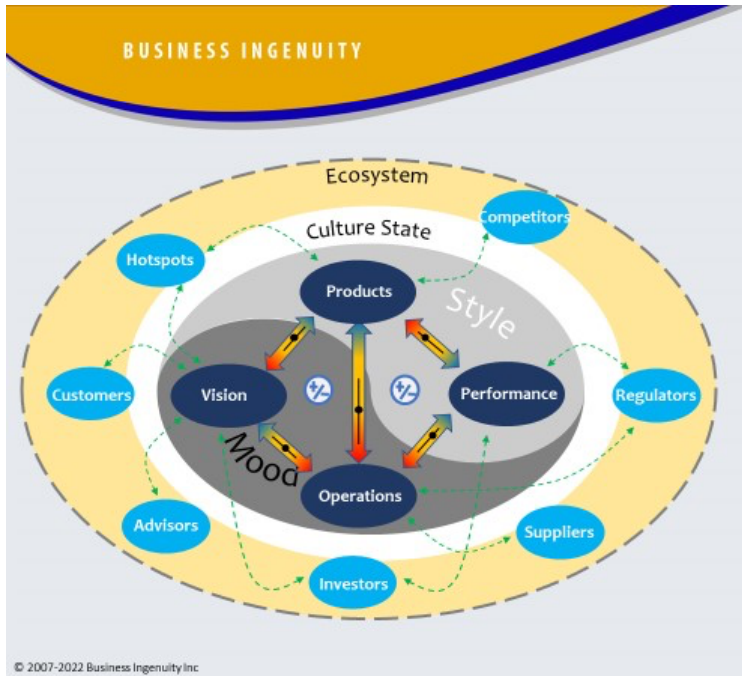 BUSINESS INGENUITY
Ecosystem
Competitors
Culture State
Hotspots
Products
Style
Customers
Vision
+/-
+/-
Performance
Regulators
Mood
Operations
Advisors
Suppliers
Investors
© 2007-2022 Business Ingenuity Inc